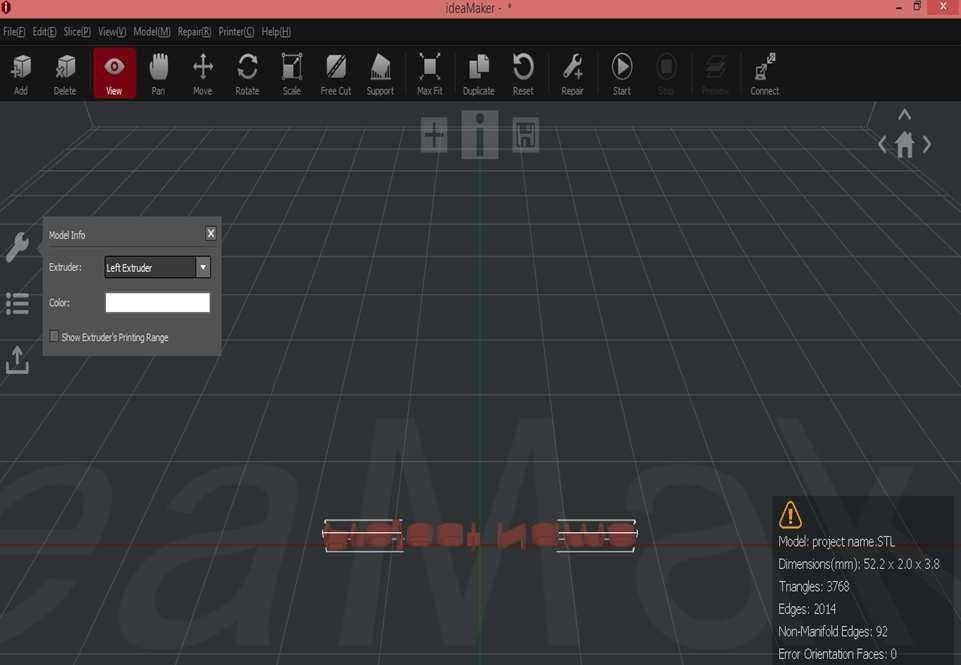 ideaMaker - *
File(F) Edit(E) Slice(P) View(V) Model(M) Repair(R) Printer(C) Help(H)
Add Delete View Pan Move Rotate Scale Free Cut Support Max Fit Duplicate Reset Repair Start Stop Preview Connect
Model Info X
Extruder: Left Extruder
Color:
Show Extruder's Printing Range
eaMak
Project Name
Model: project name.STL
Dimensions(mm): 52.2 x 2.0 x 3.8
Triangles: 3768
Edges: 2014
Non-Manifold Edges: 92
Error Orientation Faces: 0